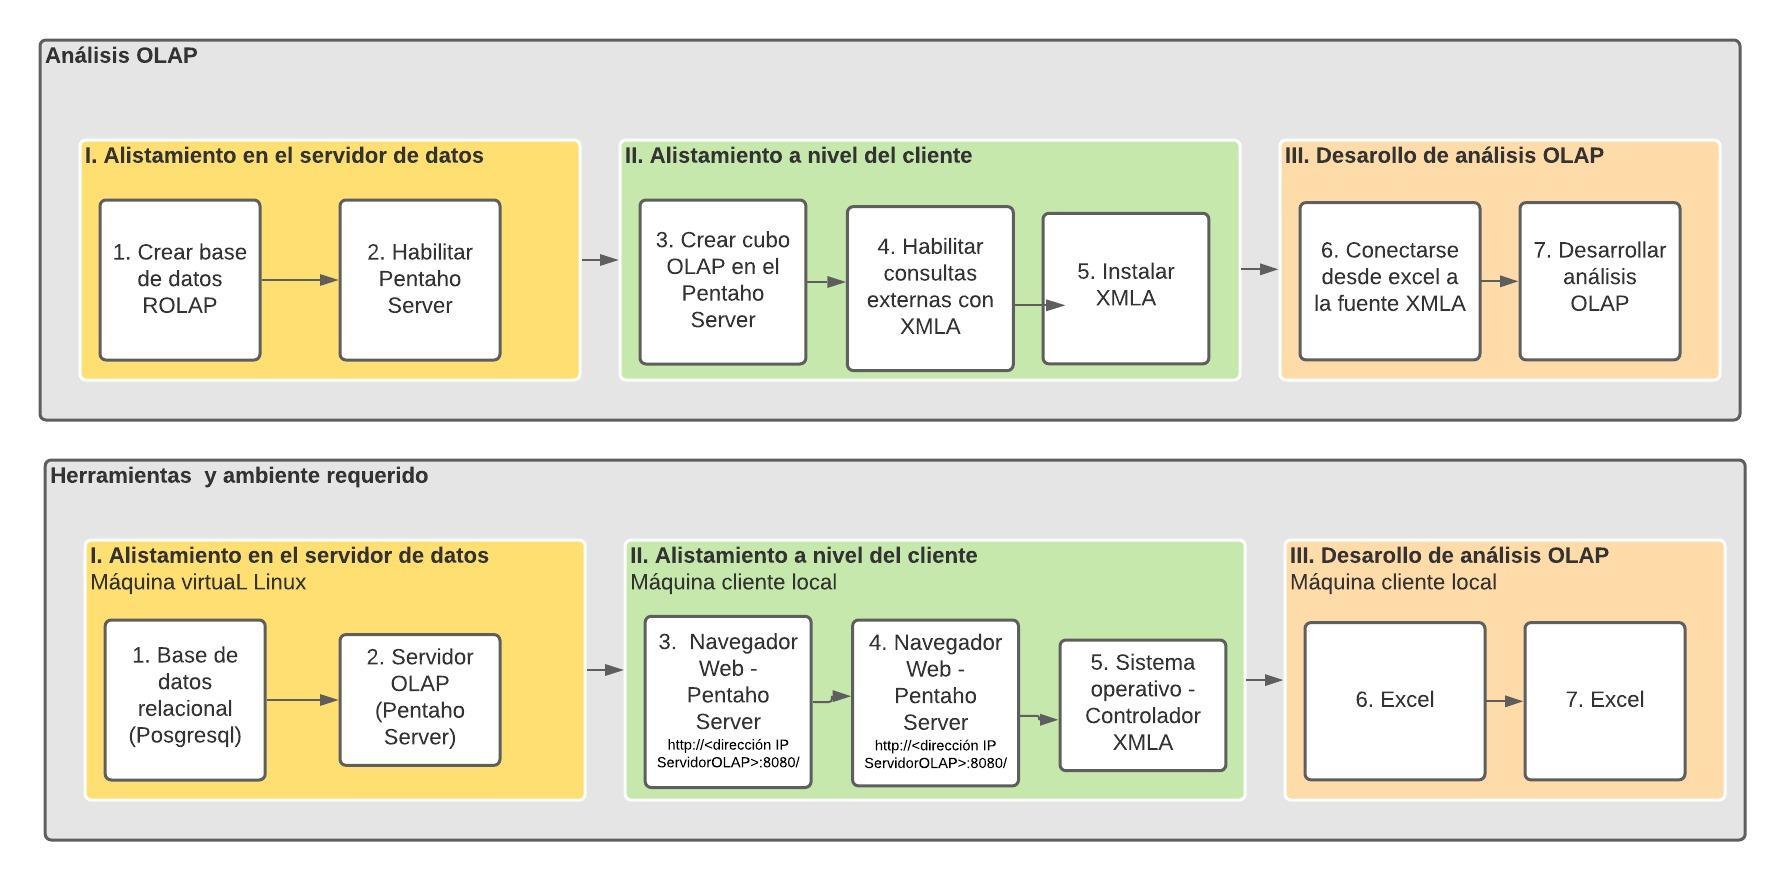 Análisis OLAP
I. Alistamiento en el servidor de datos
1. Crear base
de datos
ROLAP
2. Habilitar
Pentaho
Server
II. Alistamiento a nivel del cliente
3. Crear cubo
OLAP en el
Pentaho
Server
4. Habilitar
consultas
externas con
XMLA
5. Instalar
XMLA
III. Desarollo de análisis OLAP
6. Conectarse
desde excel a
la fuente XMLA
7. Desarrollar
análisis
OLAP
Herramientas y ambiente requerido
I. Alistamiento en el servidor de datos
Máquina virtuaL Linux
1. Base de
datos
relacional
(Posgresql)
2. Servidor
OLAP
(Pentaho
Server)
II. Alistamiento a nivel del cliente
Máquina cliente local
3. Navegador
Web -
Pentaho
Server
http://<dirección IP
ServidorOLAP>:8080/
4. Navegador
Web -
Pentaho
Server
http://<dirección IP
ServidorOLAP>:8080/
5. Sistema
operativo -
Controlador
XMLA
III. Desarollo de análisis OLAP
Máquina cliente local
6. Excel
7. Excel